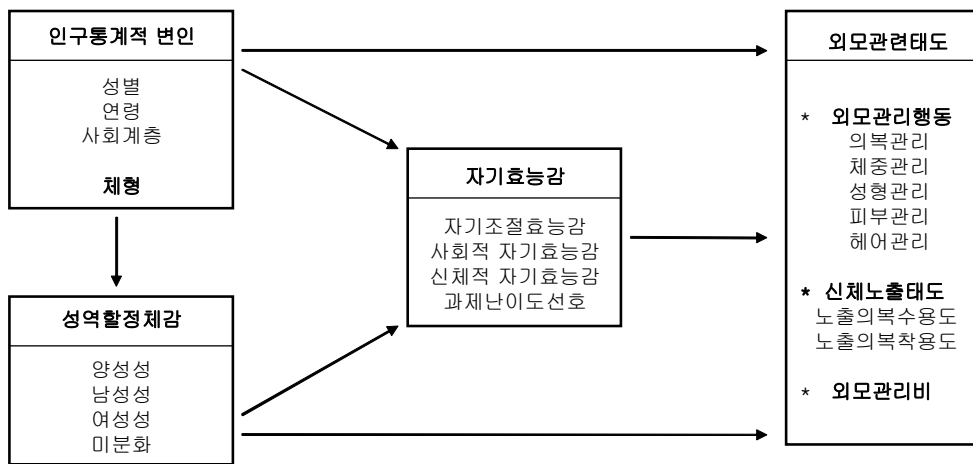 인구통계적 변인
성별
연령
사회계층
체형
성역할정체감
양성성
남성성
여성성
미분화
자기효능감
자기조절효능감
사회적 자기효능감
신체적 자기효능감
과제난이도선호
외모관련태도
* 외모관리행동
의복관리
체중관리
성형관리
피부관리
헤어관리
* 신체노출태도
노출의복수용도
노출의복착용도
* 외모관리비